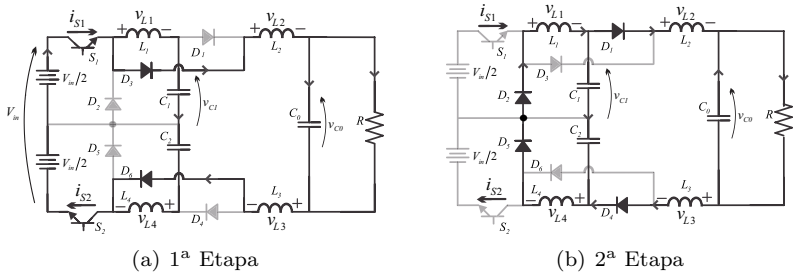 i_S1 v_L1 v_L2
+ − + −
S_1 L_1 D_1 L_2
D_3
V_in V_in/2 D_2 C_1 v_C1 C_0 v_C0 R
V_in/2 D_5 C_2
D_6
i_S2 L_4 L_3
− + − +
S_2 v_L4 D_4 v_L3
(a) 1ª Etapa
i_S1 v_L1 v_L2
+ − + −
S_1 L_1 D_1 L_2
D_3
V_in/2 D_2 C_1 v_C1 C_0 v_C0 R
V_in/2 D_5 C_2
D_6
i_S2 L_4 L_3
− + − +
S_2 v_L4 D_4 v_L3
(b) 2ª Etapa